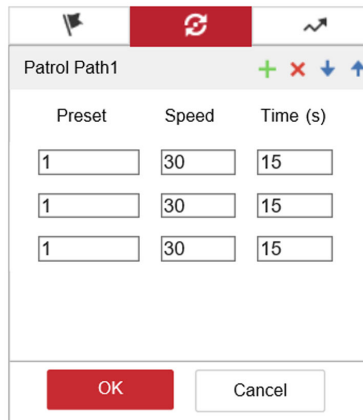 Patrol Path1
Preset Speed Time (s)
1 30 15
1 30 15
1 30 15
OK Cancel